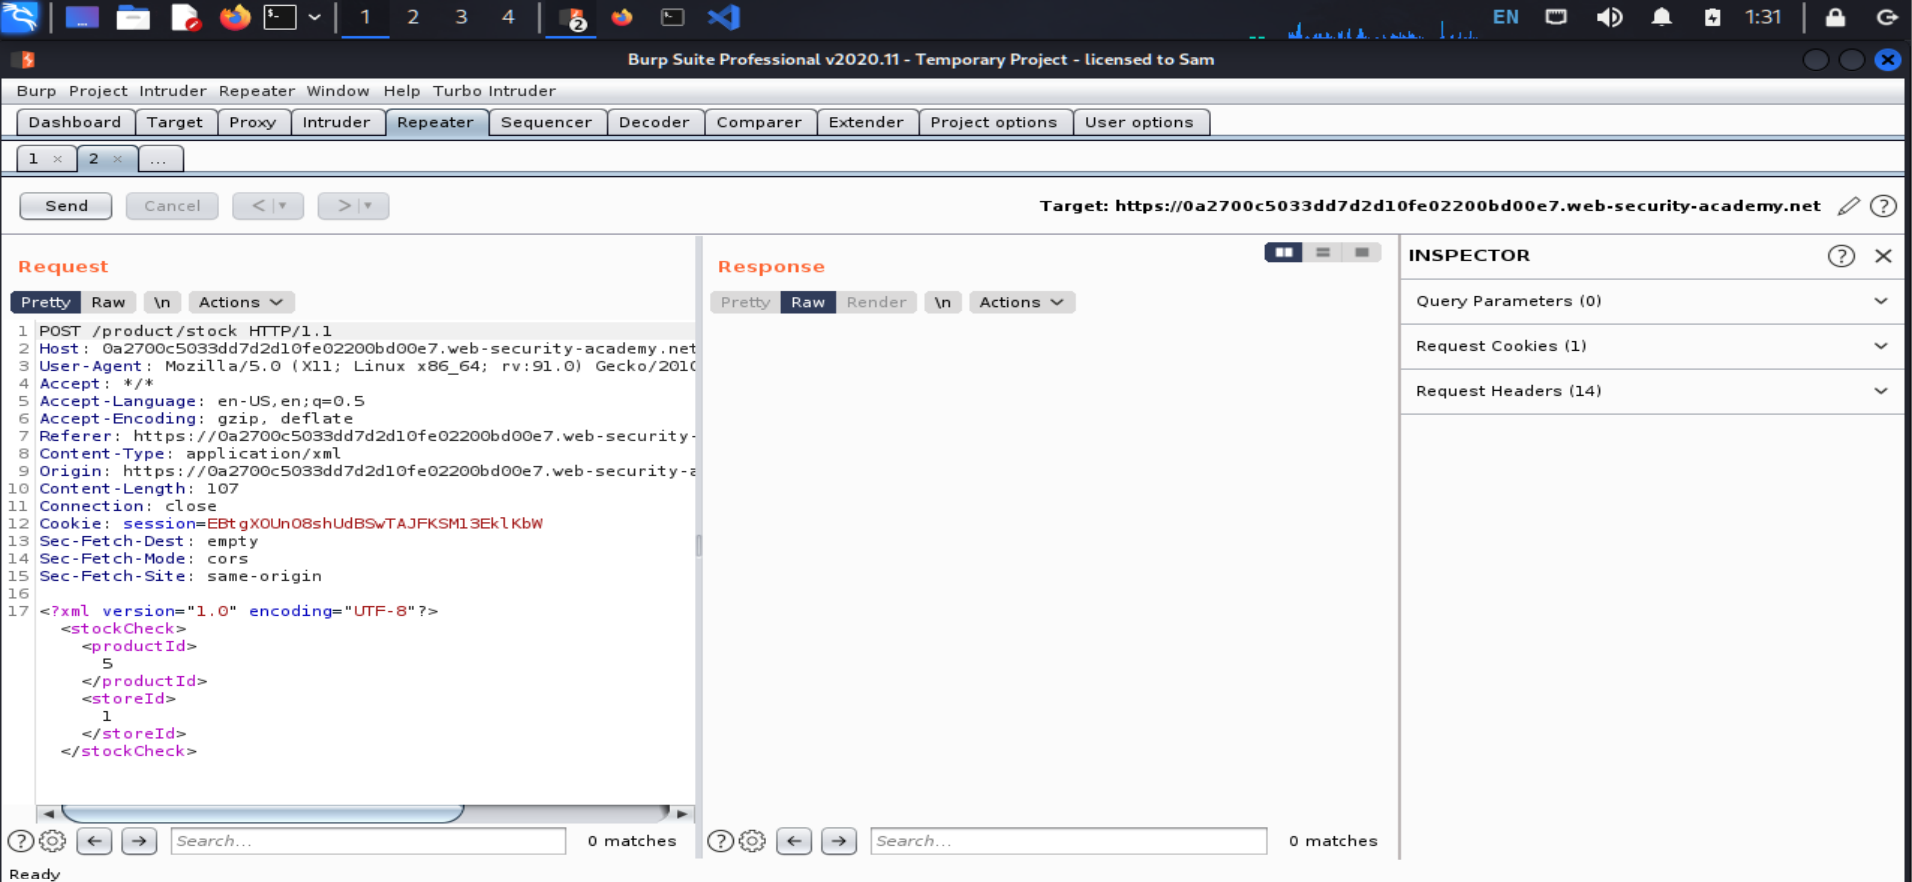 1 2 3 4 2 EN 1:31
Burp Suite Professional v2020.11 - Temporary Project - licensed to Sam
Burp Project Intruder Repeater Window Help Turbo Intruder
Dashboard Target Proxy Intruder Repeater Sequencer Decoder Comparer Extender Project options User options
1 × 2 × ...
Send Cancel < > Target: https://0a2700c5033dd7d2d10fe02200bd00e7.web-security-academy.net ?
Request
Pretty Raw \n Actions
1 POST /product/stock HTTP/1.1
2 Host: 0a2700c5033dd7d2d10fe02200bd00e7.web-security-academy.net
3 User-Agent: Mozilla/5.0 (X11; Linux x86_64; rv:91.0) Gecko/2010
4 Accept: */*
5 Accept-Language: en-US,en;q=0.5
6 Accept-Encoding: gzip, deflate
7 Referer: https://0a2700c5033dd7d2d10fe02200bd00e7.web-security-
8 Content-Type: application/xml
9 Origin: https://0a2700c5033dd7d2d10fe02200bd00e7.web-security-a
10 Content-Length: 107
11 Connection: close
12 Cookie: session=EBtgXOUnO8shUdBSwTAJFKSM13EklKbW
13 Sec-Fetch-Dest: empty
14 Sec-Fetch-Mode: cors
15 Sec-Fetch-Site: same-origin
16
17 <?xml version="1.0" encoding="UTF-8"?>
<stockCheck>
<productId>
5
</productId>
<storeId>
1
</storeId>
</stockCheck>
? Search... 0 matches
Response
Pretty Raw Render \n Actions
? Search... 0 matches
INSPECTOR ?
Query Parameters (0)
Request Cookies (1)
Request Headers (14)
Ready